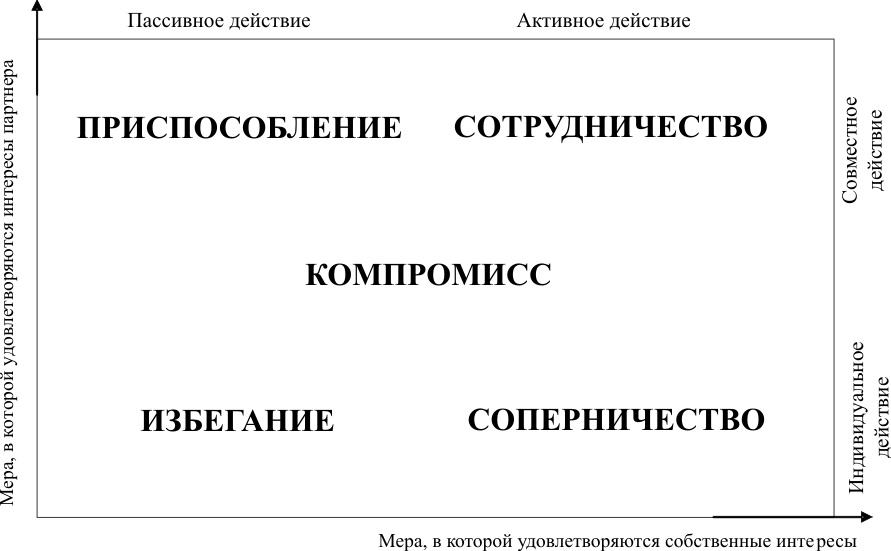 Пассивное действие
Активное действие
Мера, в которой удовлетворяются интересы партнера
ПРИСПОСОБЛЕНИЕ
СОТРУДНИЧЕСТВО
Совместное
действие
КОМПРОМИСС
ИЗБЕГАНИЕ
СОПЕРНИЧЕСТВО
Индивидуальное
действие
Мера, в которой удовлетворяются собственные интересы